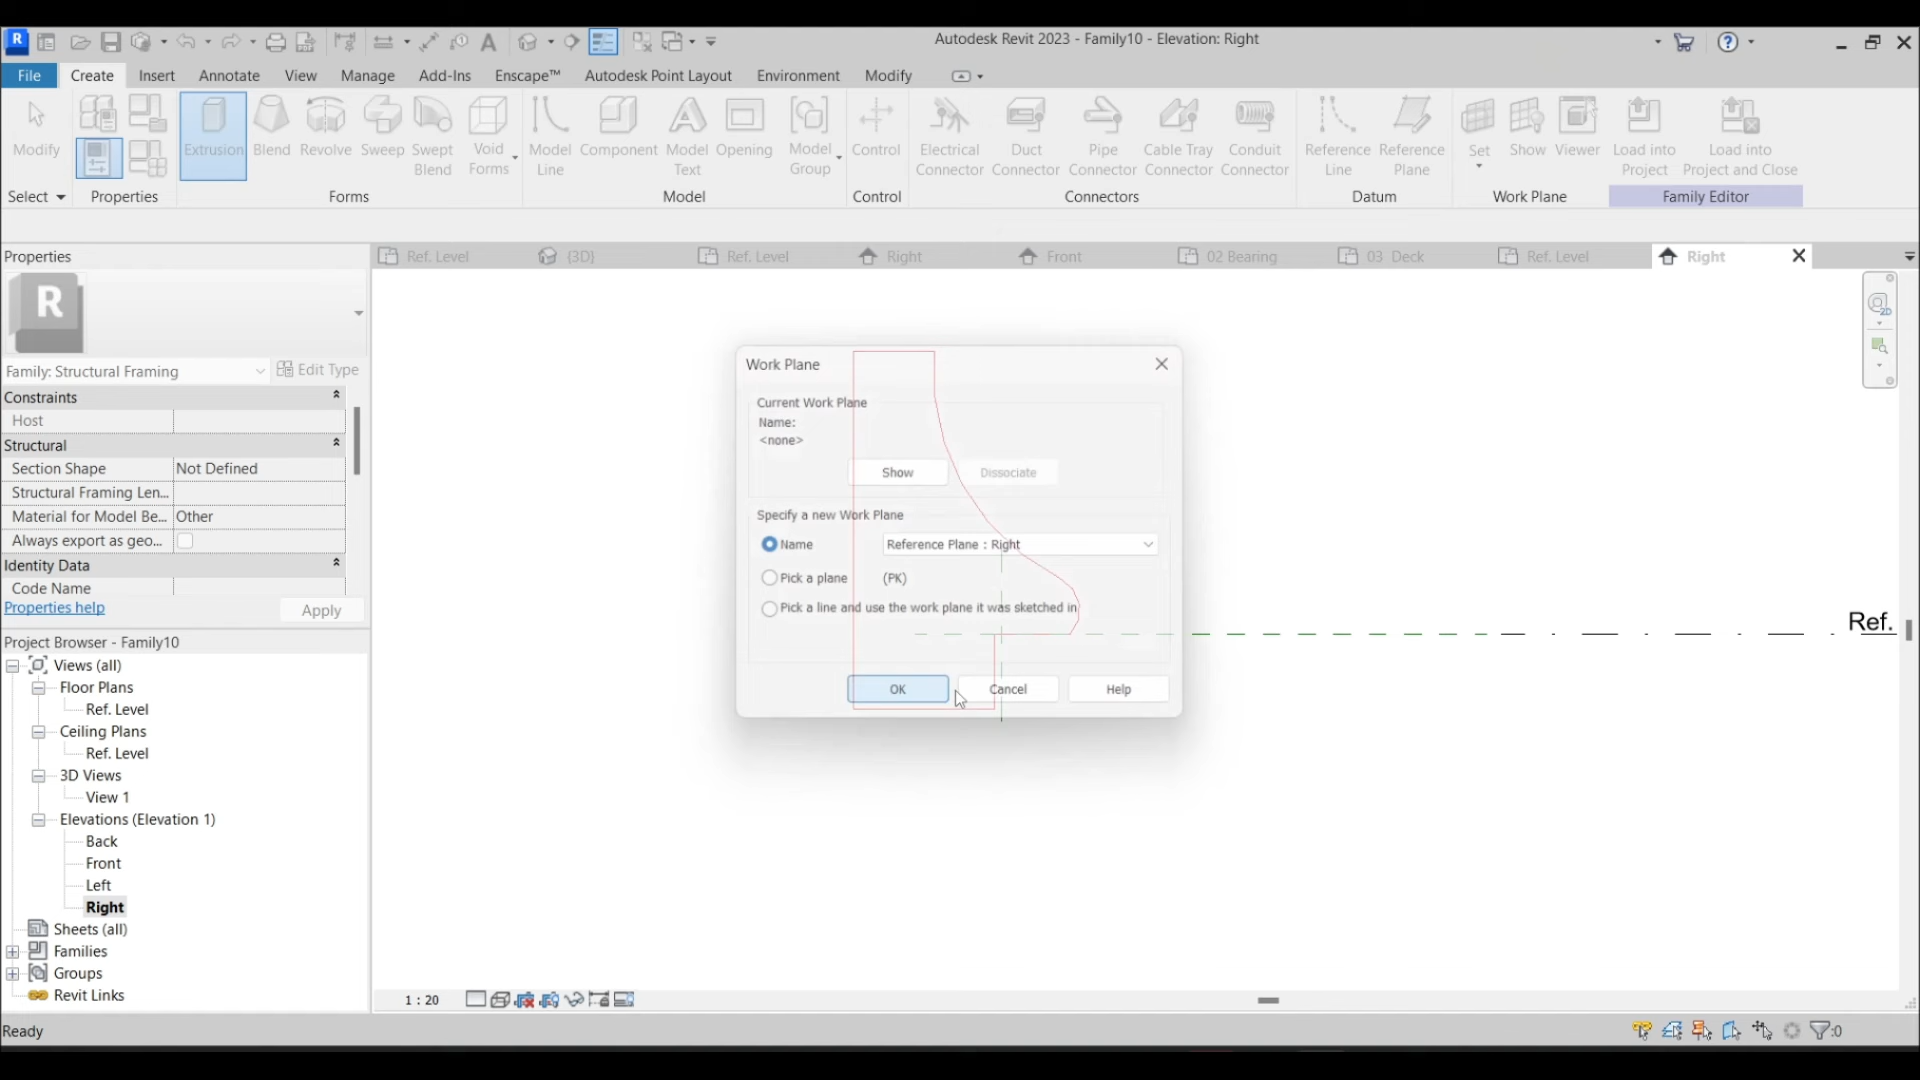 R
Autodesk Revit 2023 - Family10 - Elevation: Right
File Create Insert Annotate View Manage Add-Ins Enscape™ Autodesk Point Layout Environment Modify
Modify Extrusion Blend Revolve Sweep Swept Blend Void Forms Model Line Component Model Text Opening Model Group Control Electrical Connector Duct Connector Pipe Connector Cable Tray Connector Conduit Connector Reference Line Reference Plane Set Show Viewer Load into Project Load into Project and Close
Select Properties Forms Model Control Connectors Datum Work Plane Family Editor
Properties
Ref. Level {3D} Ref. Level Right Front 02 Bearing 03 Deck Ref. Level Right
R
Family: Structural Framing Edit Type
Constraints
Host
Structural
Section Shape Not Defined
Structural Framing Len...
Material for Model Be... Other
Always export as geo...
Identity Data
Code Name
Properties help Apply
Project Browser - Family10
Views (all)
Floor Plans
Ref. Level
Ceiling Plans
Ref. Level
3D Views
View 1
Elevations (Elevation 1)
Back
Front
Left
Right
Sheets (all)
Families
Groups
Revit Links
Work Plane
Current Work Plane
Name:
<none>
Show Dissociate
Specify a new Work Plane
Name Reference Plane : Right
Pick a plane (PK)
Pick a line and use the work plane it was sketched in
OK Cancel Help
Ref.
2D
1 : 20
Ready
:0